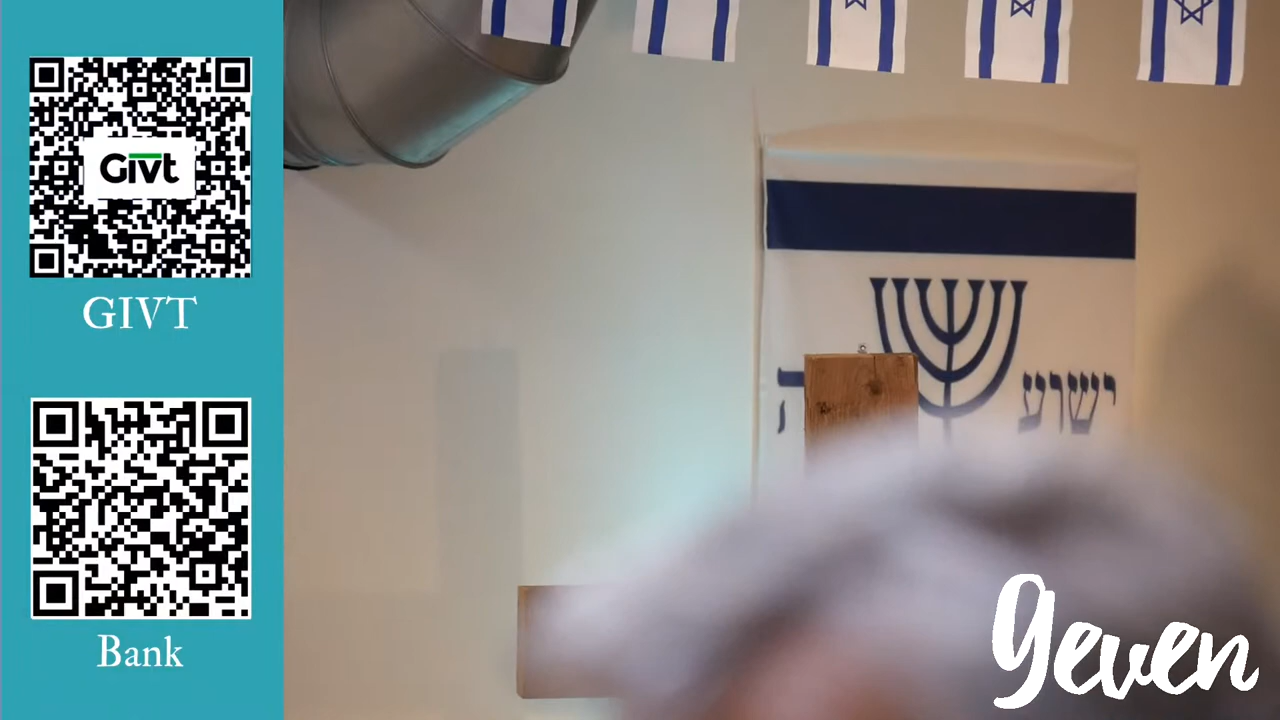 Givt
GIVT
ישוע
Bank
geven